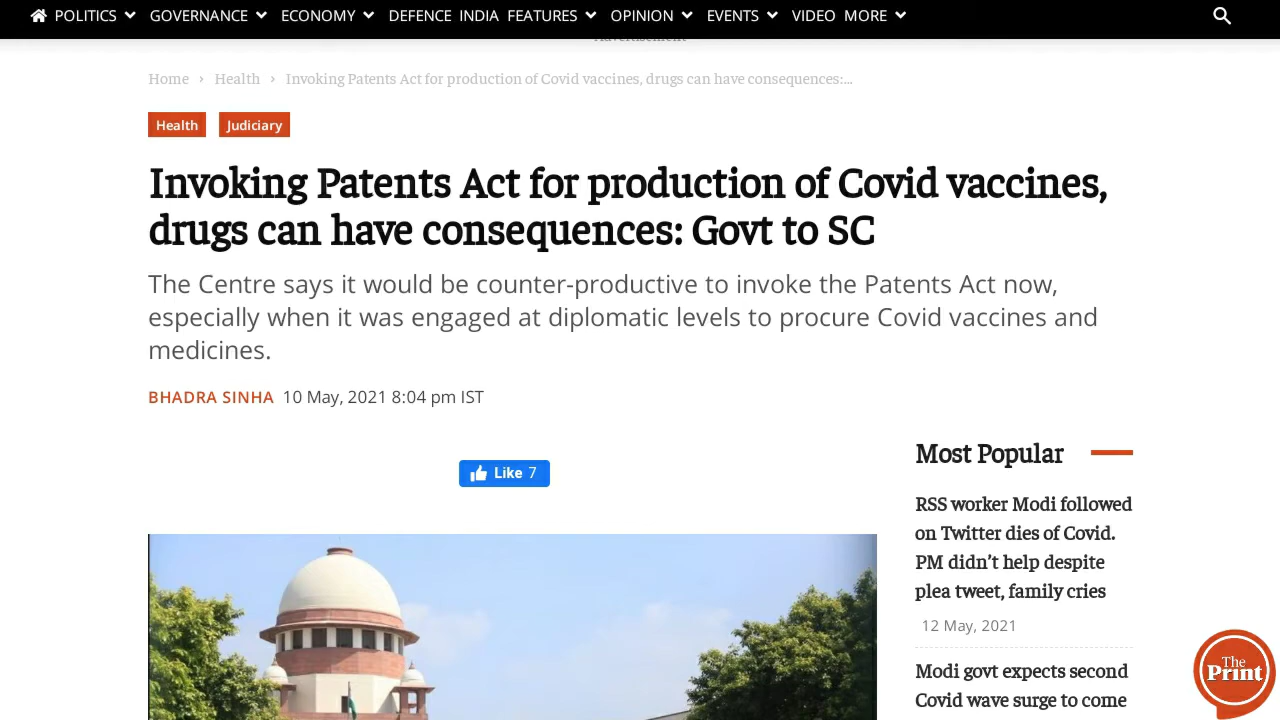 POLITICS GOVERNANCE ECONOMY DEFENCE INDIA FEATURES OPINION EVENTS VIDEO MORE
Advertisement
Home › Health › Invoking Patents Act for production of Covid vaccines, drugs can have consequences:...
Health Judiciary
Invoking Patents Act for production of Covid vaccines,
drugs can have consequences: Govt to SC
The Centre says it would be counter-productive to invoke the Patents Act now,
especially when it was engaged at diplomatic levels to procure Covid vaccines and
medicines.
BHADRA SINHA 10 May, 2021 8:04 pm IST
Like 7
Most Popular
RSS worker Modi followed
on Twitter dies of Covid.
PM didn’t help despite
plea tweet, family cries
12 May, 2021
Modi govt expects second
Covid wave surge to come
The
Print